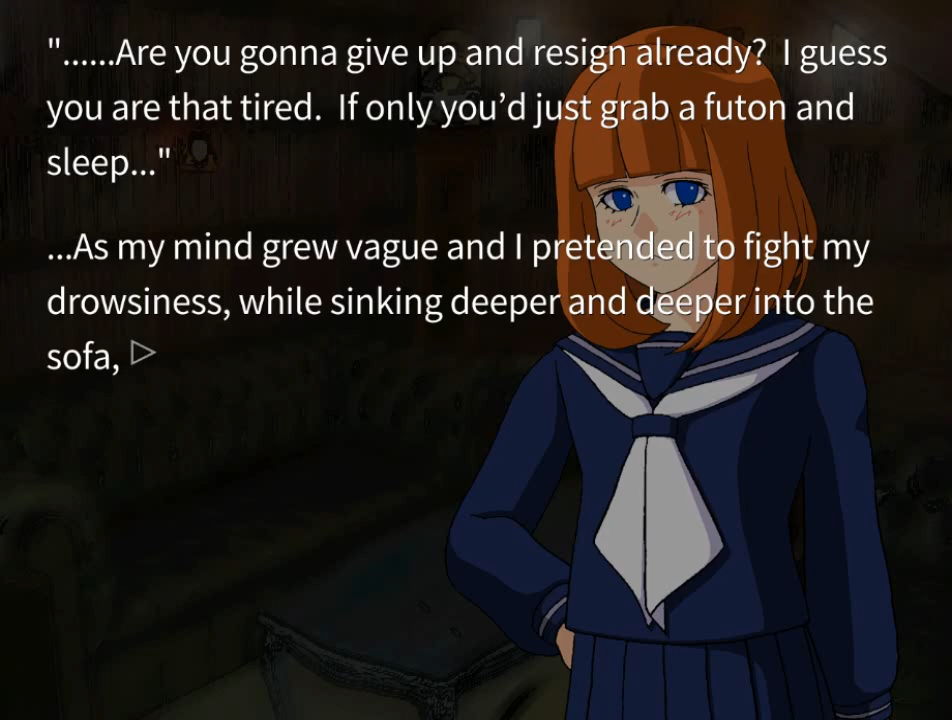 "......Are you gonna give up and resign already?  I guess
you are that tired.  If only you’d just grab a futon and
sleep..."
...As my mind grew vague and I pretended to fight my
drowsiness, while sinking deeper and deeper into the
sofa,